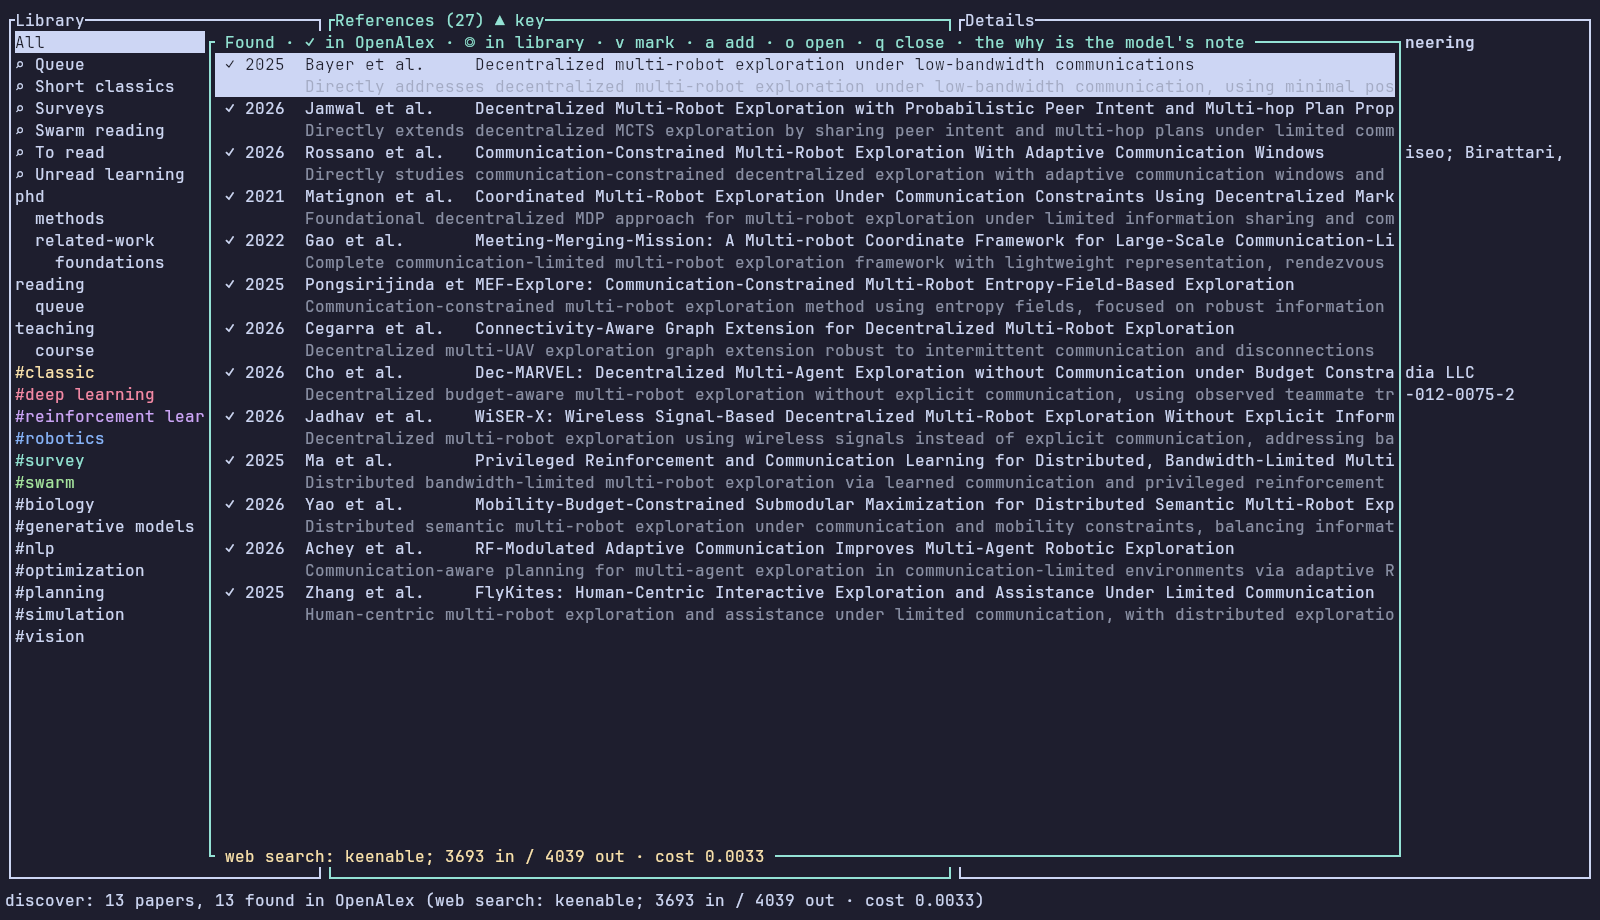 Library References (27) ▲ key Details
All Found · ✓ in OpenAlex · ◎ in library · v mark · a add · o open · q close · the why is the model's note neering
⌕ Queue ✓ 2025 Bayer et al. Decentralized multi-robot exploration under low-bandwidth communications
⌕ Short classics Directly addresses decentralized multi-robot exploration under low-bandwidth communication, using minimal pos
⌕ Surveys ✓ 2026 Jamwal et al. Decentralized Multi-Robot Exploration with Probabilistic Peer Intent and Multi-hop Plan Prop
⌕ Swarm reading Directly extends decentralized MCTS exploration by sharing peer intent and multi-hop plans under limited comm
⌕ To read ✓ 2026 Rossano et al. Communication-Constrained Multi-Robot Exploration With Adaptive Communication Windows iseo; Birattari,
⌕ Unread learning Directly studies communication-constrained decentralized exploration with adaptive communication windows and
phd ✓ 2021 Matignon et al. Coordinated Multi-Robot Exploration Under Communication Constraints Using Decentralized Mark
methods Foundational decentralized MDP approach for multi-robot exploration under limited information sharing and com
related-work ✓ 2022 Gao et al. Meeting-Merging-Mission: A Multi-robot Coordinate Framework for Large-Scale Communication-Li
foundations Complete communication-limited multi-robot exploration framework with lightweight representation, rendezvous
reading ✓ 2025 Pongsirijinda et MEF-Explore: Communication-Constrained Multi-Robot Entropy-Field-Based Exploration
queue Communication-constrained multi-robot exploration method using entropy fields, focused on robust information
teaching ✓ 2026 Cegarra et al. Connectivity-Aware Graph Extension for Decentralized Multi-Robot Exploration
course Decentralized multi-UAV exploration graph extension robust to intermittent communication and disconnections
#classic ✓ 2026 Cho et al. Dec-MARVEL: Decentralized Multi-Agent Exploration without Communication under Budget Constra dia LLC
#deep learning Decentralized budget-aware multi-robot exploration without explicit communication, using observed teammate tr -012-0075-2
#reinforcement lear ✓ 2026 Jadhav et al. WiSER-X: Wireless Signal-Based Decentralized Multi-Robot Exploration Without Explicit Inform
#robotics Decentralized multi-robot exploration using wireless signals instead of explicit communication, addressing ba
#survey ✓ 2025 Ma et al. Privileged Reinforcement and Communication Learning for Distributed, Bandwidth-Limited Multi
#swarm Distributed bandwidth-limited multi-robot exploration via learned communication and privileged reinforcement
#biology ✓ 2026 Yao et al. Mobility-Budget-Constrained Submodular Maximization for Distributed Semantic Multi-Robot Exp
#generative models Distributed semantic multi-robot exploration under communication and mobility constraints, balancing informat
#nlp ✓ 2026 Achey et al. RF-Modulated Adaptive Communication Improves Multi-Agent Robotic Exploration
#optimization Communication-aware planning for multi-agent exploration in communication-limited environments via adaptive R
#planning ✓ 2025 Zhang et al. FlyKites: Human-Centric Interactive Exploration and Assistance Under Limited Communication
#simulation Human-centric multi-robot exploration and assistance under limited communication, with distributed exploratio
#vision
web search: keenable; 3693 in / 4039 out · cost 0.0033
discover: 13 papers, 13 found in OpenAlex (web search: keenable; 3693 in / 4039 out · cost 0.0033)